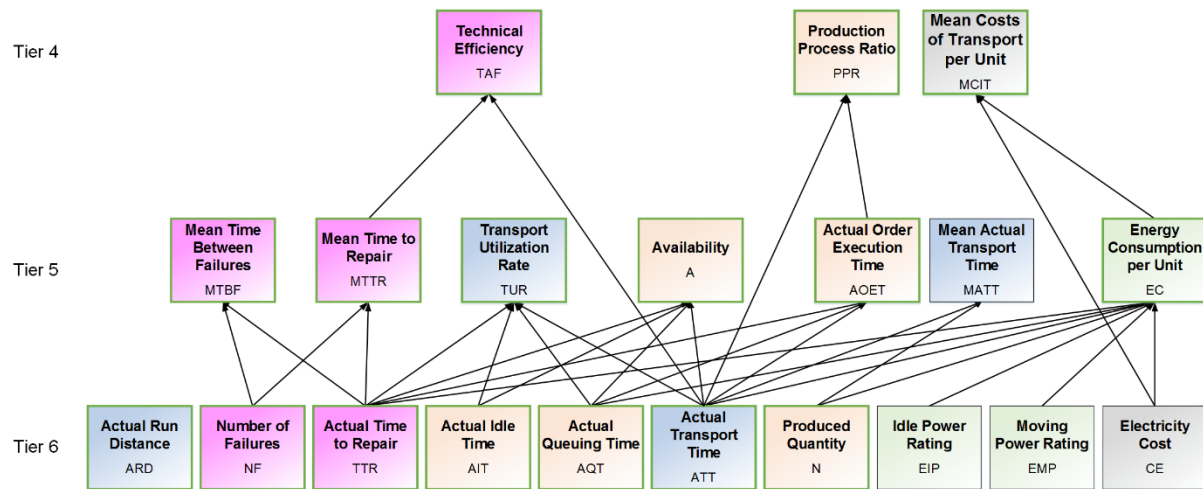 Tier 4
Technical
Efficiency
TAF
Production
Process Ratio
PPR
Mean Costs
of Transport
per Unit
MCIT
Tier 5
Mean Time
Between
Failures
MTBF
Mean Time to
Repair
MTTR
Transport
Utilization
Rate
TUR
Availability
A
Actual Order
Execution
Time
AOET
Mean Actual
Transport
Time
MATT
Energy
Consumption
per Unit
EC
Tier 6
Actual Run
Distance
ARD
Number of
Failures
NF
Actual Time
to Repair
TTR
Actual Idle
Time
AIT
Actual
Queuing Time
AQT
Actual
Transport
Time
ATT
Produced
Quantity
N
Idle Power
Rating
EIP
Moving
Power Rating
EMP
Electricity
Cost
CE